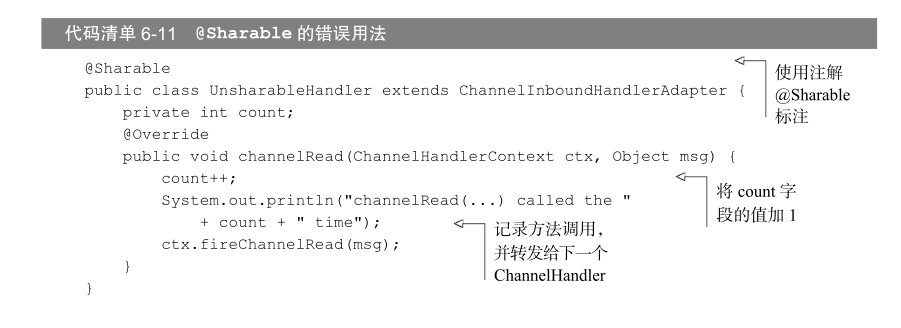 代码清单 6-11 @Sharable 的错误用法
@Sharable
public class UnsharableHandler extends ChannelInboundHandlerAdapter {
private int count;
@Override
public void channelRead(ChannelHandlerContext ctx, Object msg) {
count++;
System.out.println("channelRead(...) called the "
+ count + " time");
ctx.fireChannelRead(msg);
}
}
使用注解
@Sharable
标注
将 count 字
段的值加 1
记录方法调用，
并转发给下一个
ChannelHandler